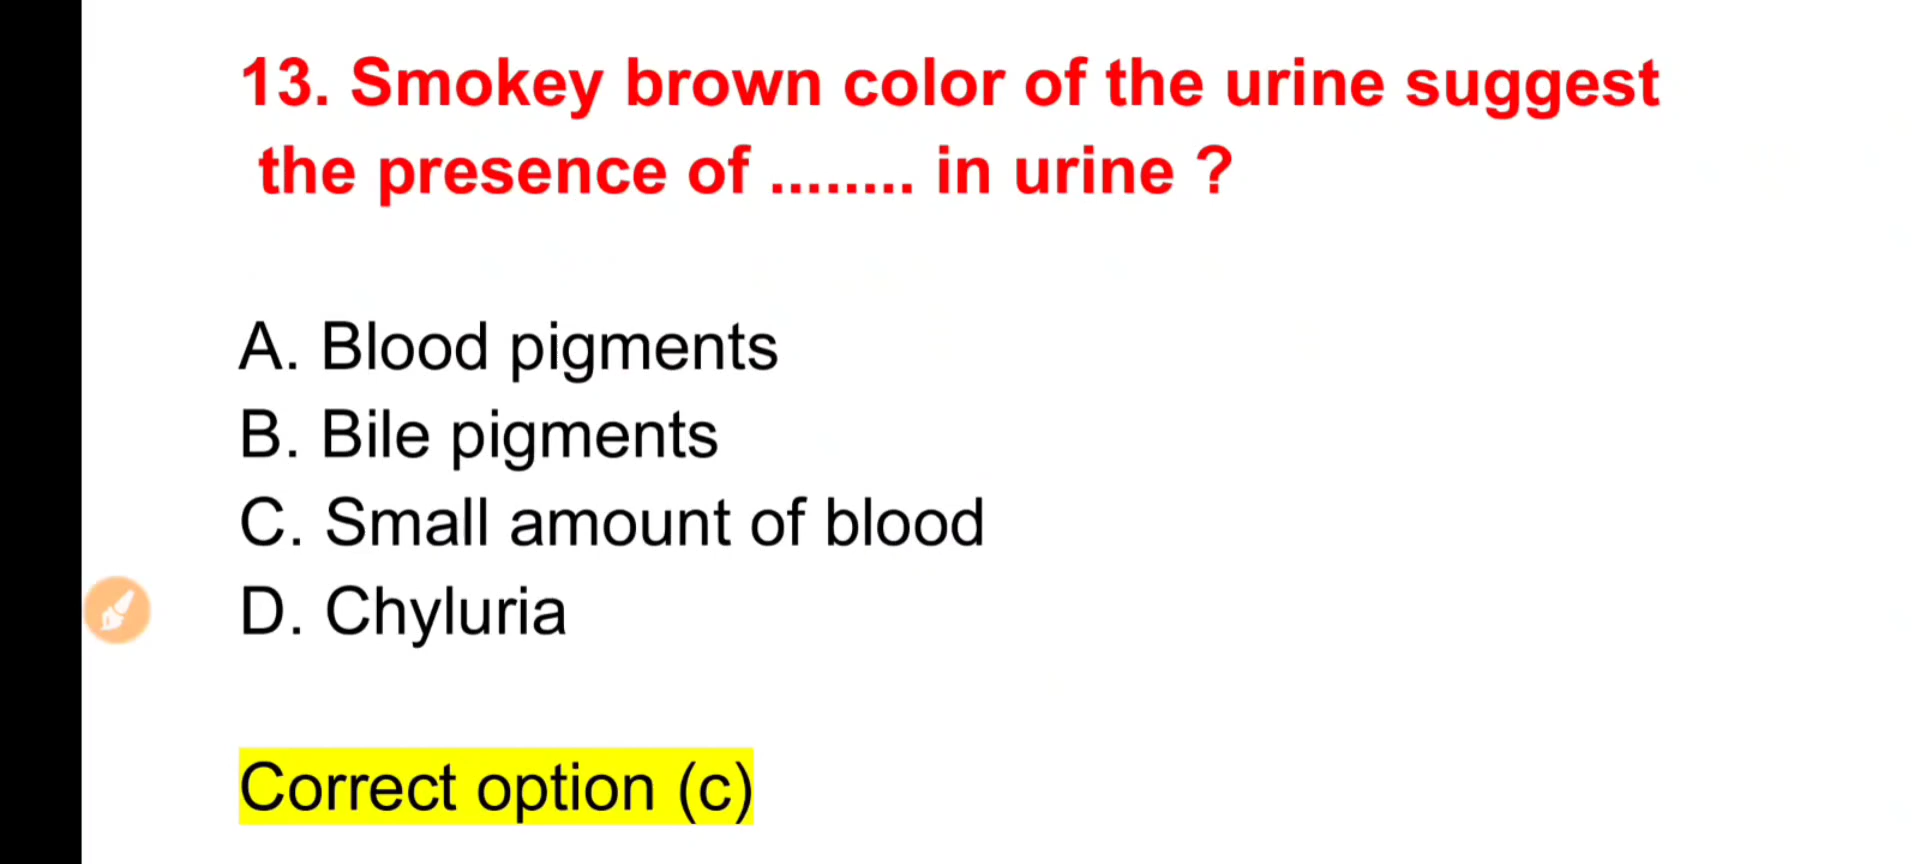 13. Smokey brown color of the urine suggest
the presence of ........ in urine ?
A. Blood pigments
B. Bile pigments
C. Small amount of blood
D. Chyluria
Correct option (c)